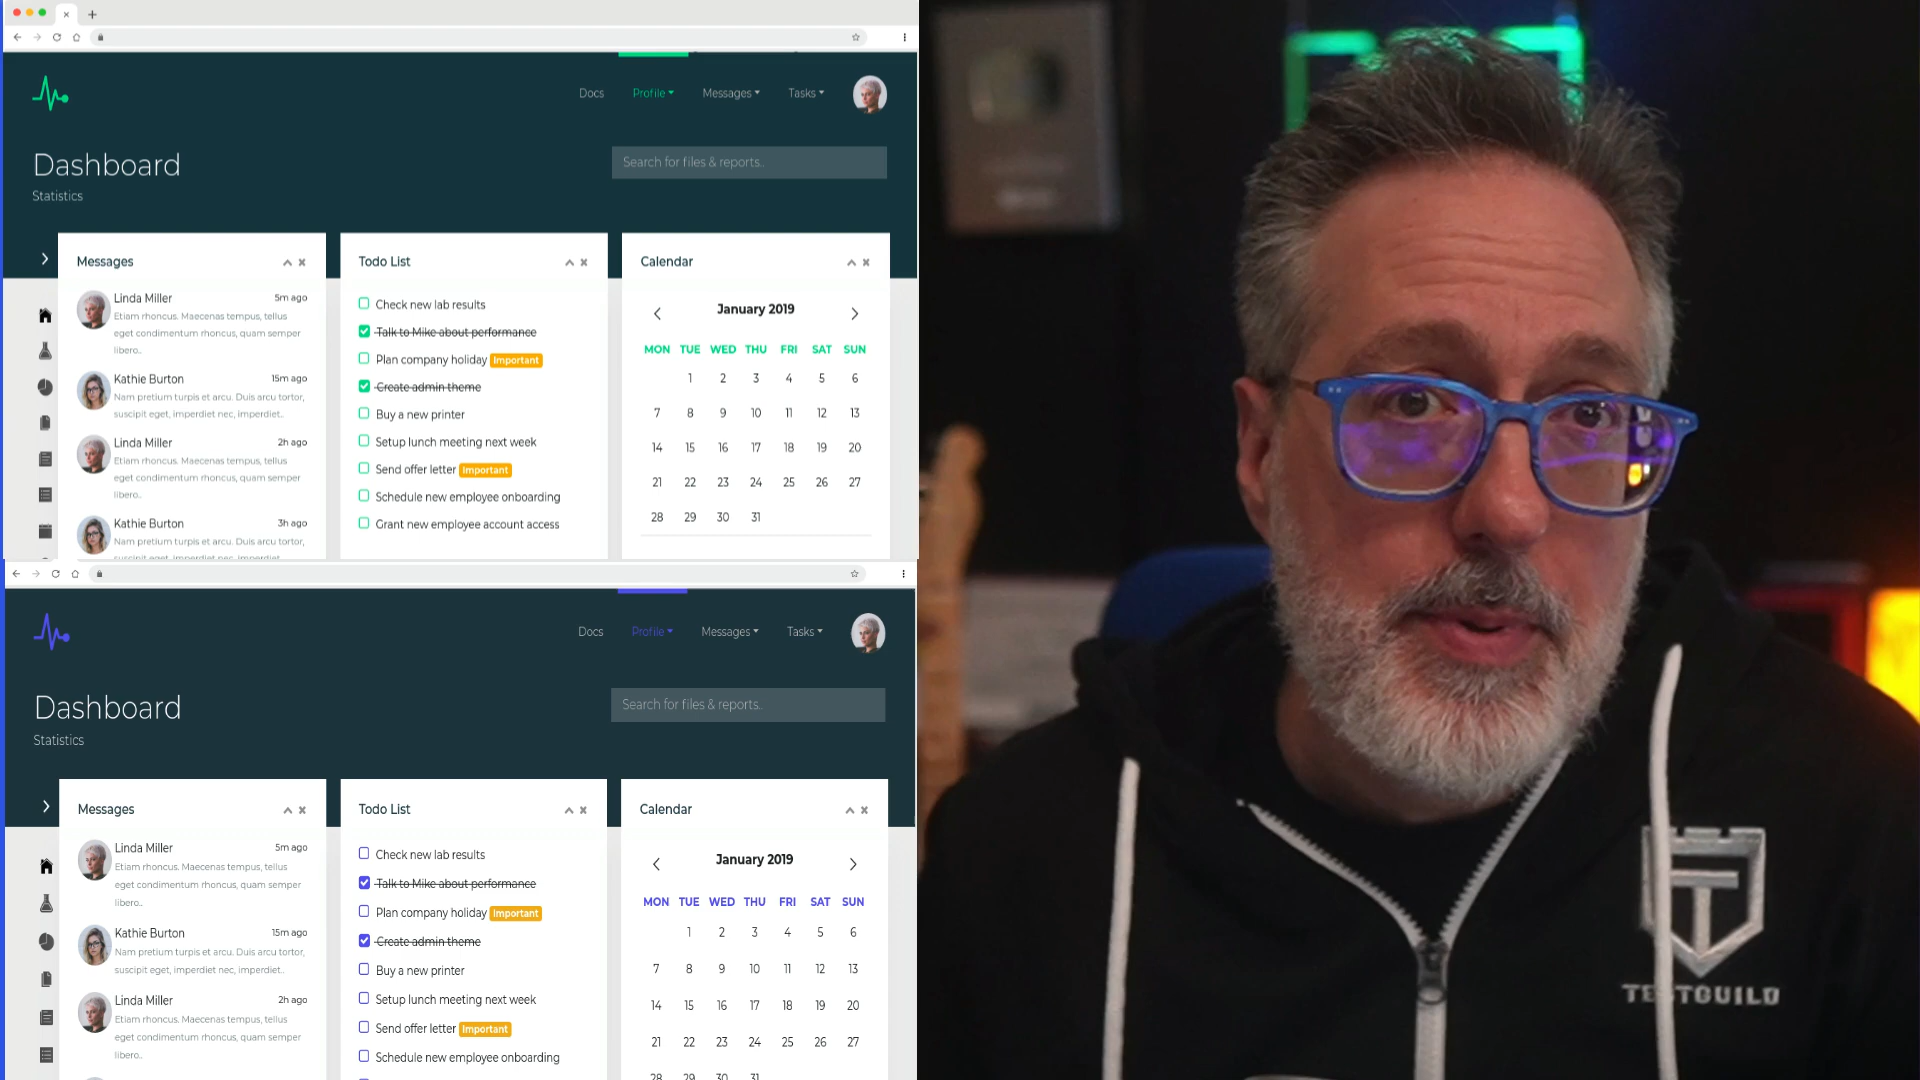 Docs Profile Messages Tasks
Dashboard
Search for files & reports..
Statistics
Messages
Linda Miller 5m ago
Etiam rhoncus. Maecenas tempus, tellus
eget condimentum rhoncus, quam semper
libero..
Kathie Burton 15m ago
Nam pretium turpis et arcu. Duis arcu tortor,
suscipit eget, imperdiet nec, imperdiet..
Linda Miller 2h ago
Etiam rhoncus. Maecenas tempus, tellus
eget condimentum rhoncus, quam semper
libero..
Kathie Burton 3h ago
Nam pretium turpis et arcu. Duis arcu tortor,
suscipit eget, imperdiet nec, imperdiet..
Todo List
Check new lab results
Talk to Mike about performance
Plan company holiday Important
Create admin theme
Buy a new printer
Setup lunch meeting next week
Send offer letter Important
Schedule new employee onboarding
Grant new employee account access
Calendar
January 2019
MON TUE WED THU FRI SAT SUN
1 2 3 4 5 6
7 8 9 10 11 12 13
14 15 16 17 18 19 20
21 22 23 24 25 26 27
28 29 30 31
Docs Profile Messages Tasks
Dashboard
Search for files & reports..
Statistics
Messages
Linda Miller 5m ago
Etiam rhoncus. Maecenas tempus, tellus
eget condimentum rhoncus, quam semper
libero..
Kathie Burton 15m ago
Nam pretium turpis et arcu. Duis arcu tortor,
suscipit eget, imperdiet nec, imperdiet..
Linda Miller 2h ago
Etiam rhoncus. Maecenas tempus, tellus
eget condimentum rhoncus, quam semper
libero..
Todo List
Check new lab results
Talk to Mike about performance
Plan company holiday Important
Create admin theme
Buy a new printer
Setup lunch meeting next week
Send offer letter Important
Schedule new employee onboarding
Calendar
January 2019
MON TUE WED THU FRI SAT SUN
1 2 3 4 5 6
7 8 9 10 11 12 13
14 15 16 17 18 19 20
21 22 23 24 25 26 27
28 29 30 31
TESTGUILD